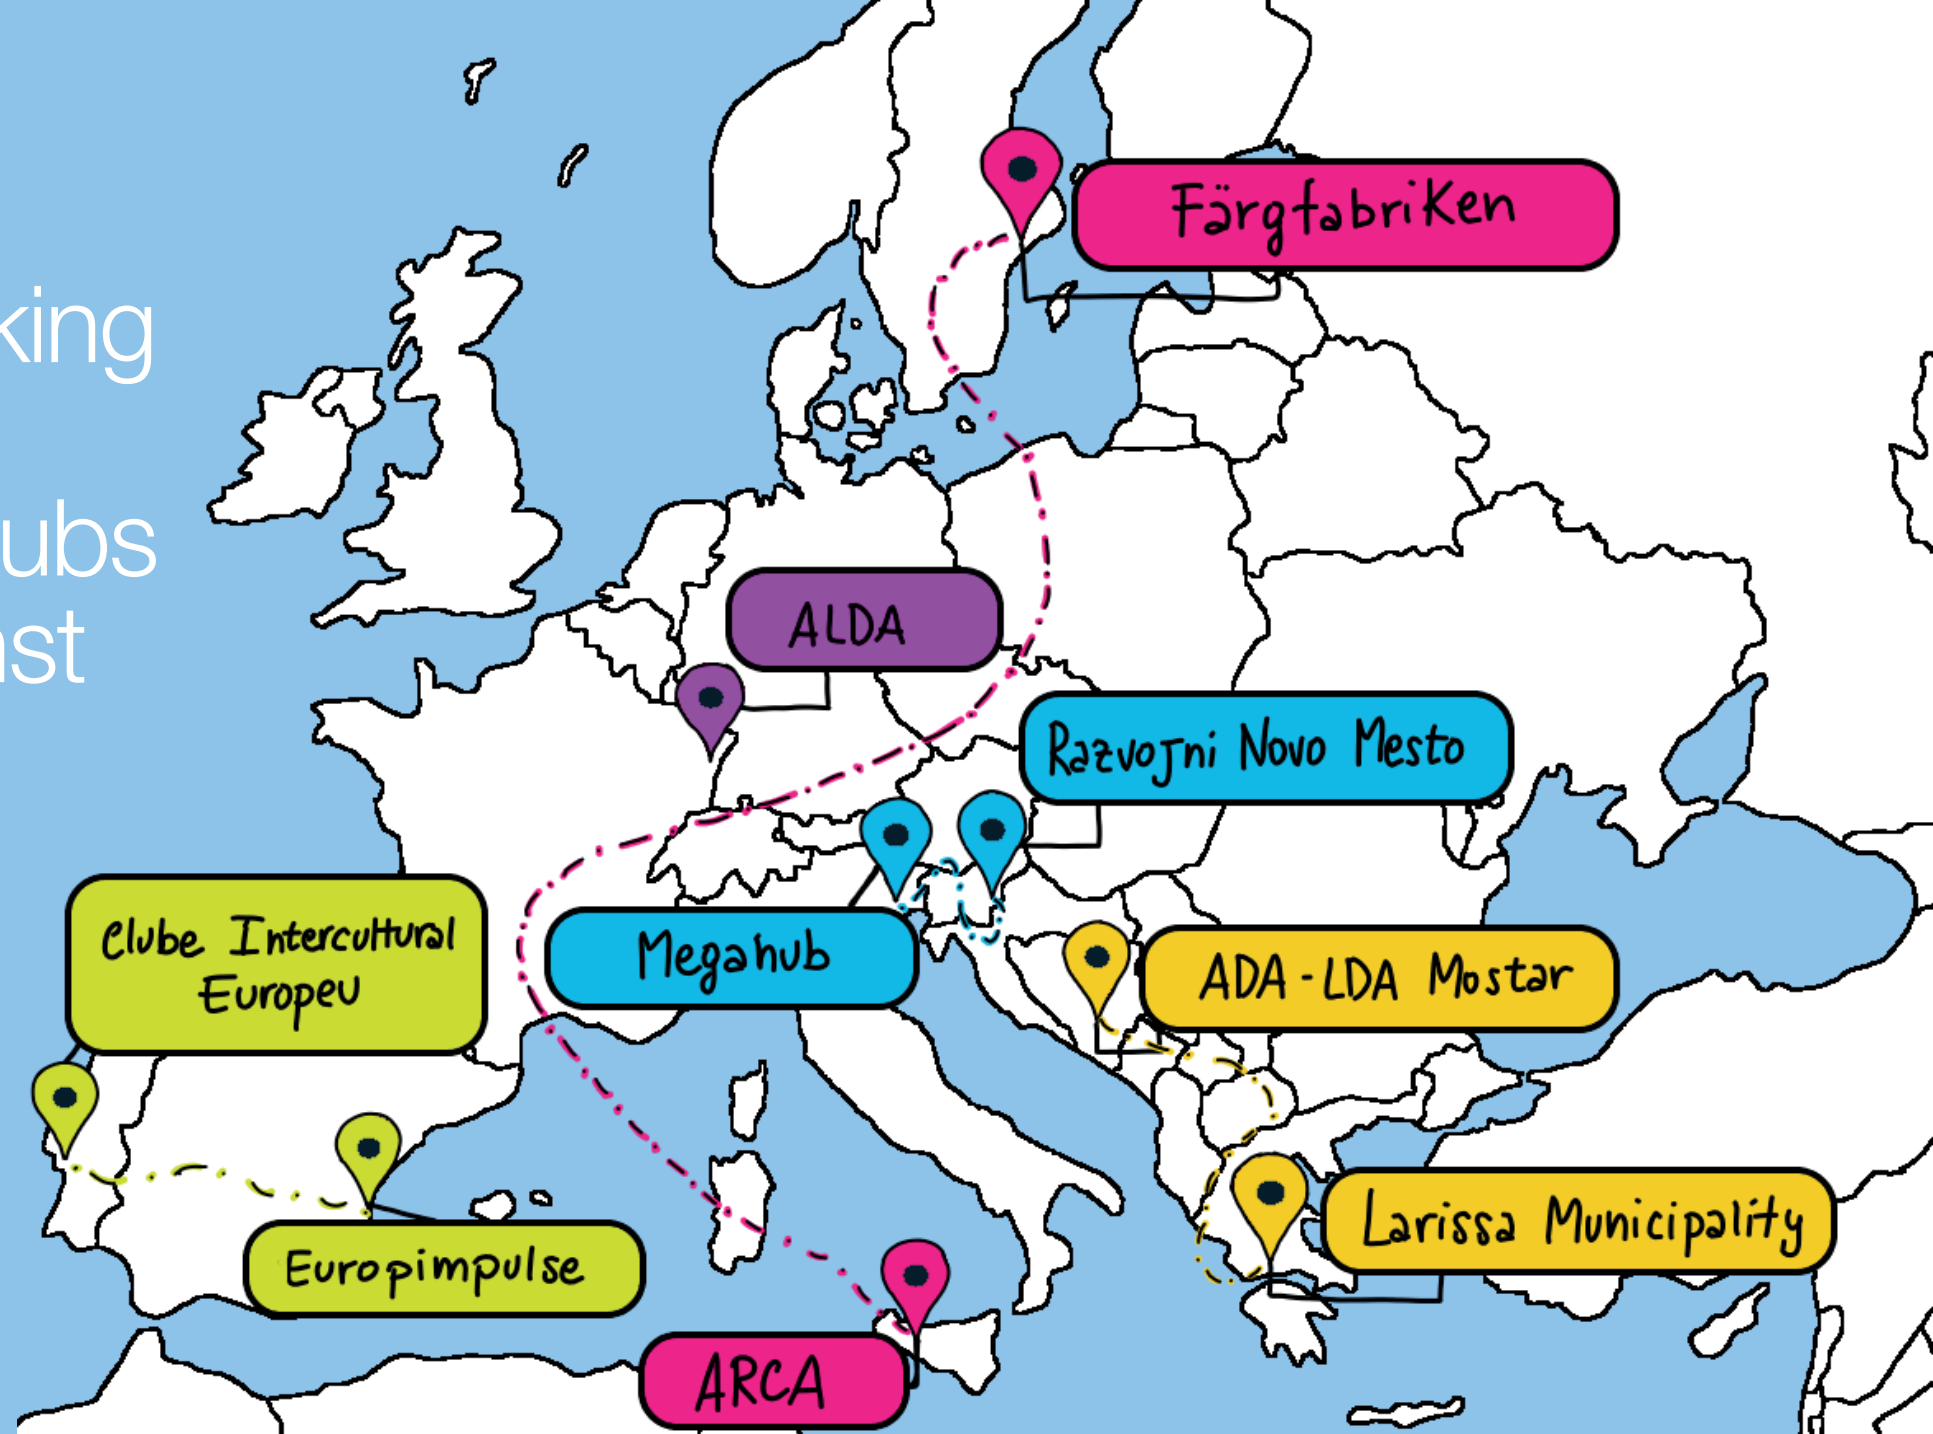 king
ubs
st
Färgfabriken
ALDA
Razvojni Novo Mesto
Clube Intercultural
Europeu
Megahub
ADA-LDA Mostar
Larissa Municipality
Europimpulse
ARCA